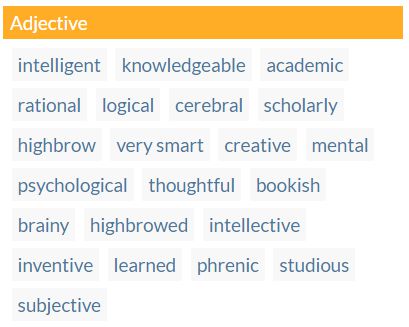 Adjective
intelligent knowledgeable academic
rational logical cerebral scholarly
highbrow very smart creative mental
psychological thoughtful bookish
brainy highbrowed intellective
inventive learned phrenic studious
subjective